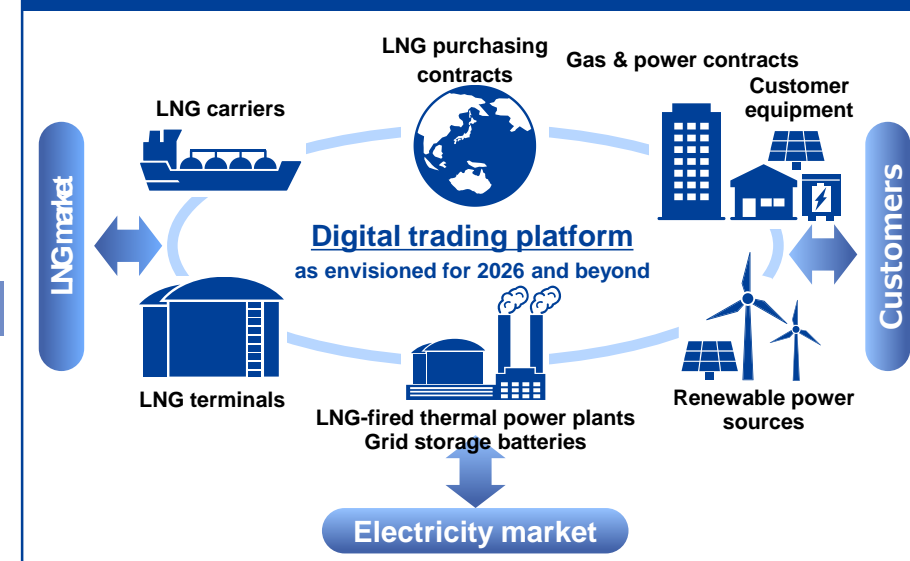 LNG purchasing
contracts
Gas & power contracts
Customer
equipment
LNG carriers
LNG market
Digital trading platform
as envisioned for 2026 and beyond
Customers
LNG terminals
LNG-fired thermal power plants
Grid storage batteries
Renewable power
sources
Electricity market